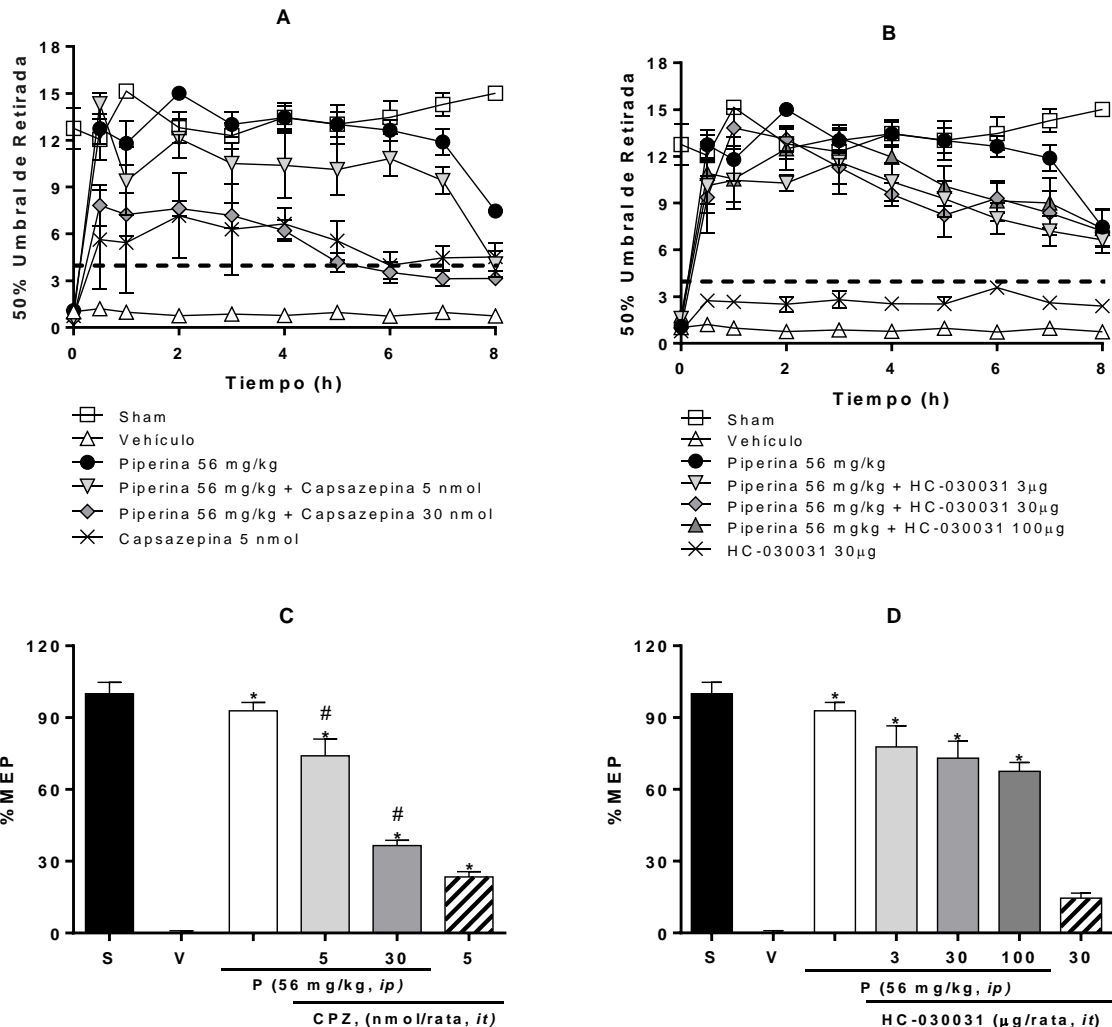 A
50% Umbral de Retirada
18
15
12
9
6
3
0
0 2 4 6 8
Tiempo (h)
Sham
Vehículo
Piperina 56 mg/kg
Piperina 56 mg/kg + Capsazepina 5 nmol
Piperina 56 mg/kg + Capsazepina 30 nmol
Capsazepina 5 nmol
B
50% Umbral de Retirada
18
15
12
9
6
3
0
0 2 4 6 8
Tiempo (h)
Sham
Vehículo
Piperina 56 mg/kg
Piperina 56 mg/kg + HC-030031 3µg
Piperina 56 mg/kg + HC-030031 30µg
Piperina 56 mgkg + HC-030031 100µg
HC-030031 30µg
C
%MEP
120
90
60
30
0
*
#
*
#
*
*
S V 5 30 5
P (56 mg/kg, ip)
CPZ, (nmol/rata, it)
D
%MEP
120
90
60
30
0
*
*
*
*
S V 3 30 100 30
P (56 mg/kg, ip)
HC-030031 (µg/rata, it)